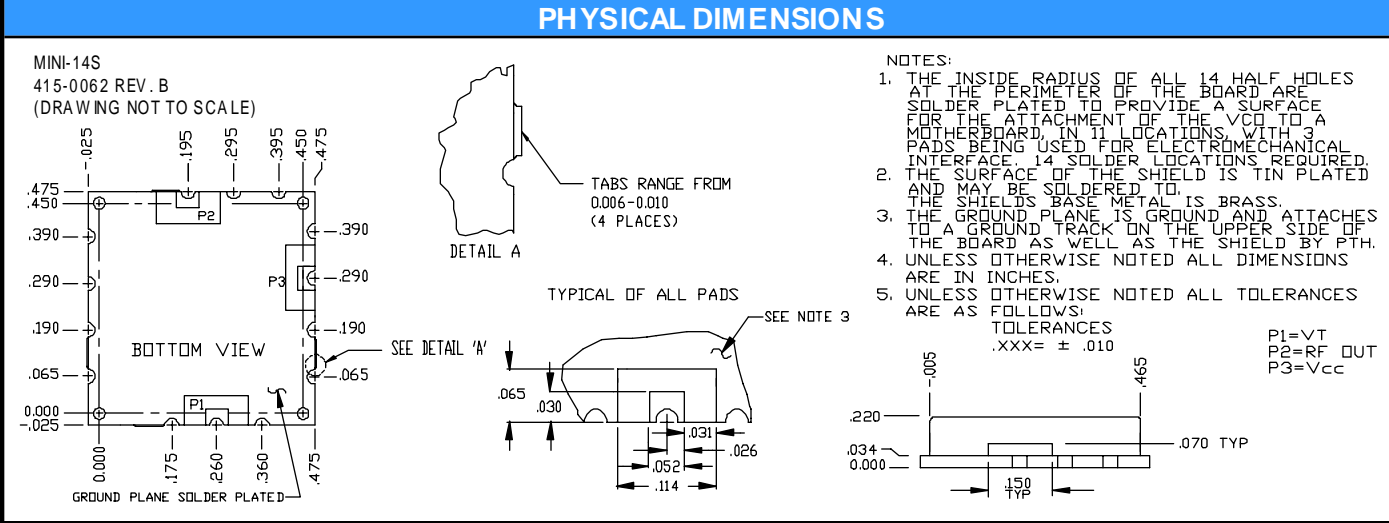 PHYSICAL DIMENSIONS
MINI-14S
415-0062 REV. B
(DRAWING NOT TO SCALE)
-.025
.195
.295
.395
.450
.475
.475
.450
.390
.290
.190
.065
0.000
-.025
P2
P3
P1
.390
.290
.190
.065
BOTTOM VIEW
SEE DETAIL 'A'
0.000
.175
.260
.360
.475
GROUND PLANE SOLDER PLATED
TABS RANGE FROM
0.006-0.010
(4 PLACES)
DETAIL A
TYPICAL OF ALL PADS
SEE NOTE 3
.065
.030
.031
.026
.052
.114
NOTES:
1. THE INSIDE RADIUS OF ALL 14 HALF HOLES
AT THE PERIMETER OF THE BOARD ARE
SOLDER PLATED TO PROVIDE A SURFACE
FOR THE ATTACHMENT OF THE VCO TO A
MOTHERBOARD, IN 11 LOCATIONS, WITH 3
PADS BEING USED FOR ELECTROMECHANICAL
INTERFACE. 14 SOLDER LOCATIONS REQUIRED.
2. THE SURFACE OF THE SHIELD IS TIN PLATED
AND MAY BE SOLDERED TO.
THE SHIELDS BASE METAL IS BRASS.
3. THE GROUND PLANE IS GROUND AND ATTACHES
TO A GROUND TRACK ON THE UPPER SIDE OF
THE BOARD AS WELL AS THE SHIELD BY PTH.
4. UNLESS OTHERWISE NOTED ALL DIMENSIONS
ARE IN INCHES.
5. UNLESS OTHERWISE NOTED ALL TOLERANCES
ARE AS FOLLOWS:
TOLERANCES
.XXX= ± .010
P1=VT
P2=RF OUT
P3=Vcc
-.005
.465
.220
.034
0.000
.070 TYP
.150
TYP